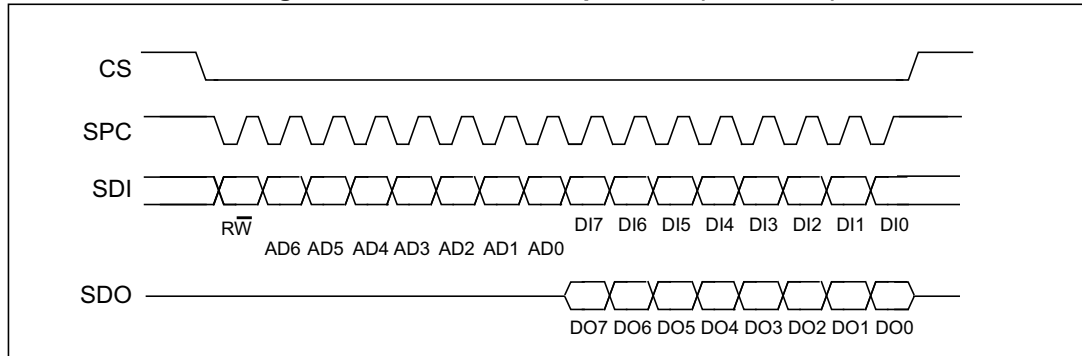 CS
SPC
SDI
RW̅
DI7 DI6 DI5 DI4 DI3 DI2 DI1 DI0
AD6 AD5 AD4 AD3 AD2 AD1 AD0
SDO
DO7 DO6 DO5 DO4 DO3 DO2 DO1 DO0